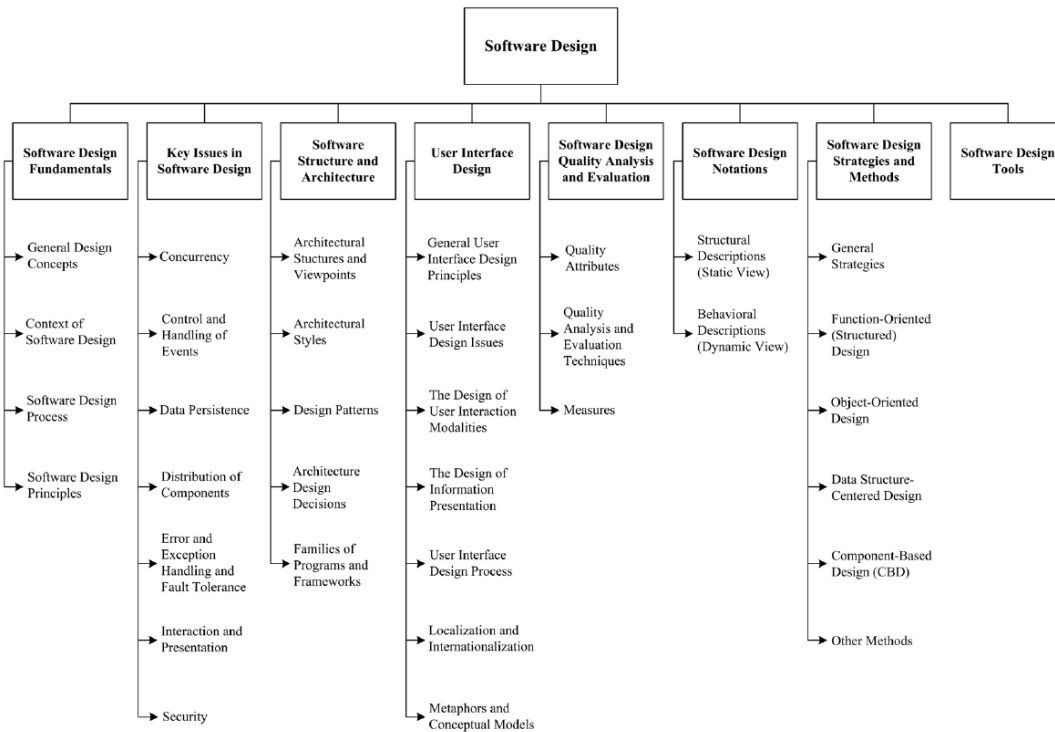 Software Design
Software Design
Fundamentals
Key Issues in
Software Design
Software
Structure and
Architecture
User Interface
Design
Software Design
Quality Analysis
and Evaluation
Software Design
Notations
Software Design
Strategies and
Methods
Software Design
Tools
General Design
Concepts
Context of
Software Design
Software Design
Process
Software Design
Principles
Concurrency
Control and
Handling of
Events
Data Persistence
Distribution of
Components
Error and
Exception
Handling and
Fault Tolerance
Interaction and
Presentation
Security
Architectural
Stuctures and
Viewpoints
Architectural
Styles
Design Patterns
Architecture
Design
Decisions
Families of
Programs and
Frameworks
General User
Interface Design
Principles
User Interface
Design Issues
The Design of
User Interaction
Modalities
The Design of
Information
Presentation
User Interface
Design Process
Localization and
Internationalization
Metaphors and
Conceptual Models
Quality
Attributes
Quality
Analysis and
Evaluation
Techniques
Measures
Structural
Descriptions
(Static View)
Behavioral
Descriptions
(Dynamic View)
General
Strategies
Function-Oriented
(Structured)
Design
Object-Oriented
Design
Data Structure-
Centered Design
Component-Based
Design (CBD)
Other Methods